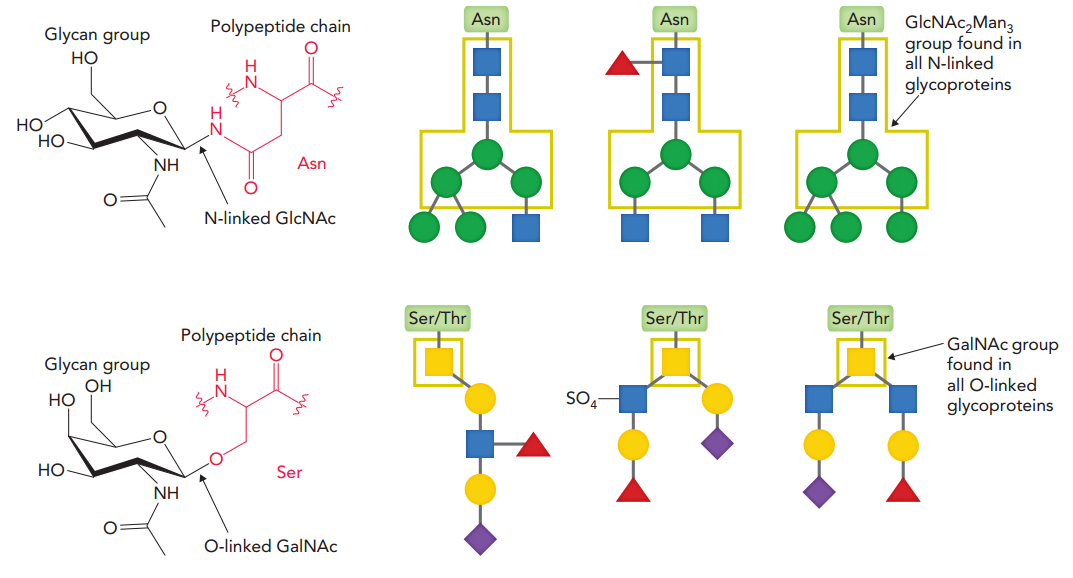 Glycan group
Polypeptide chain
HO
O
H
N
O
H
N
HO
HO
NH
O
O
Asn
N-linked GlcNAc
Asn
Asn
Asn
GlcNAc2Man3
group found in
all N-linked
glycoproteins
Polypeptide chain
Glycan group
OH
HO
O
H
N
O
O
HO
NH
O
Ser
O-linked GalNAc
Ser/Thr
Ser/Thr
SO4
Ser/Thr
GalNAc group
found in
all O-linked
glycoproteins